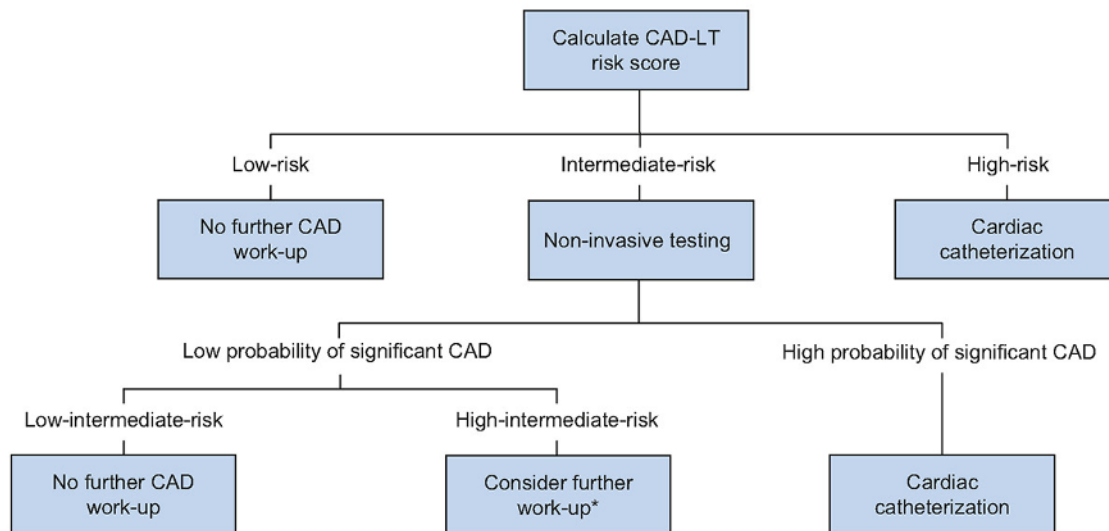 Calculate CAD-LT
risk score
Low-risk
Intermediate-risk
High-risk
No further CAD
work-up
Non-invasive testing
Cardiac
catheterization
Low probability of significant CAD
High probability of significant CAD
Low-intermediate-risk
High-intermediate-risk
No further CAD
work-up
Consider further
work-up*
Cardiac
catheterization